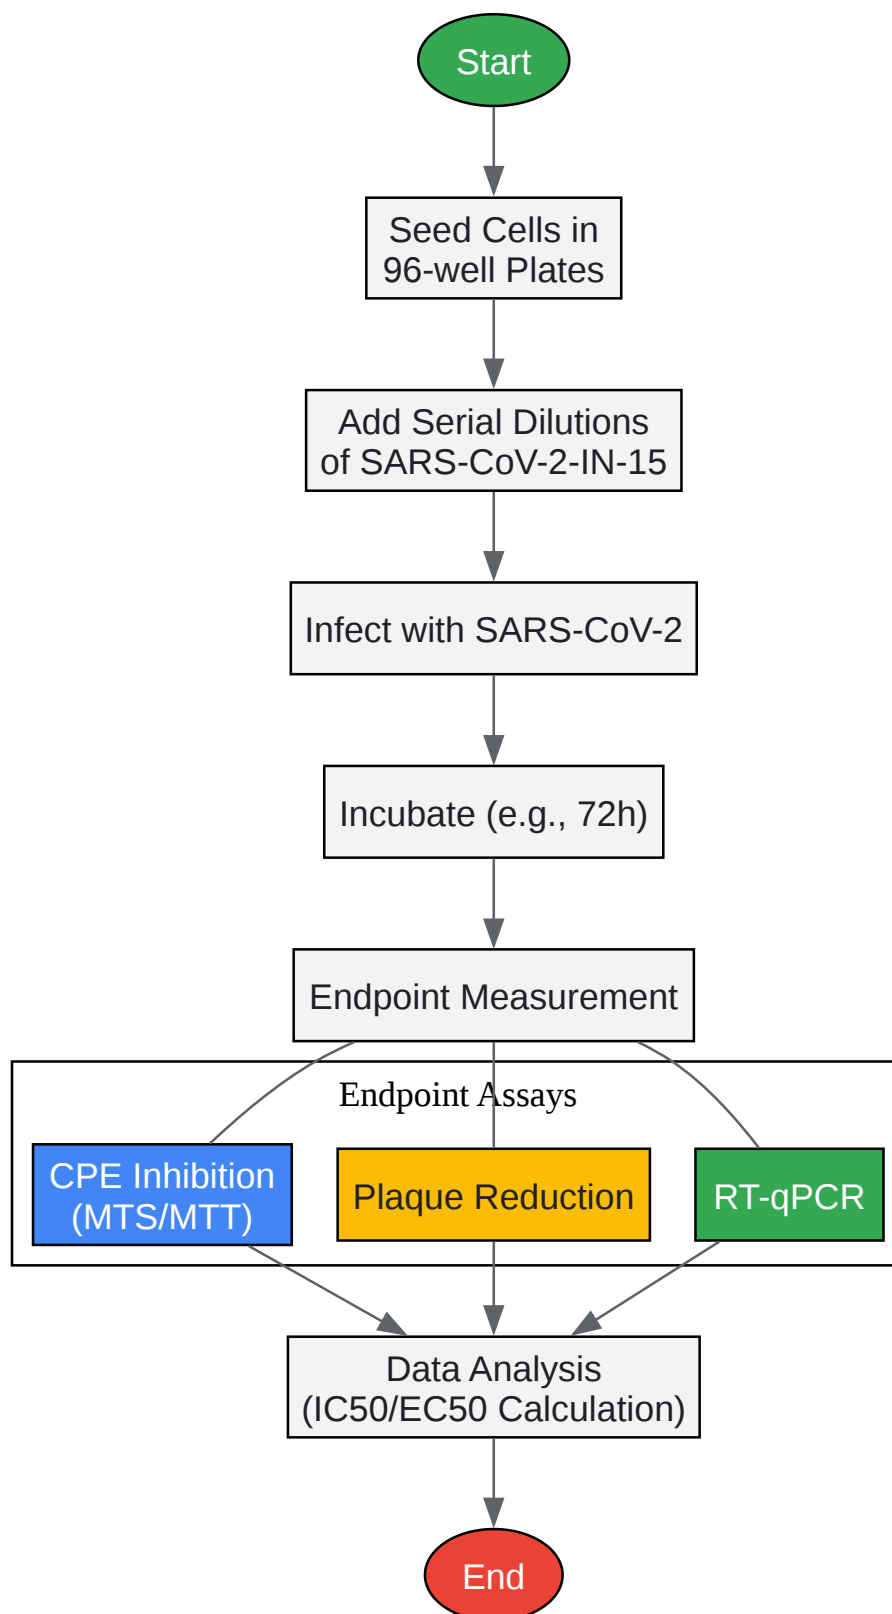 Start
Seed Cells in
96-well Plates
Add Serial Dilutions
of SARS-CoV-2-IN-15
Infect with SARS-CoV-2
Incubate (e.g., 72h)
Endpoint Measurement
Endpoint Assays
CPE Inhibition
(MTS/MTT)
Plaque Reduction
RT-qPCR
Data Analysis
(IC50/EC50 Calculation)
End